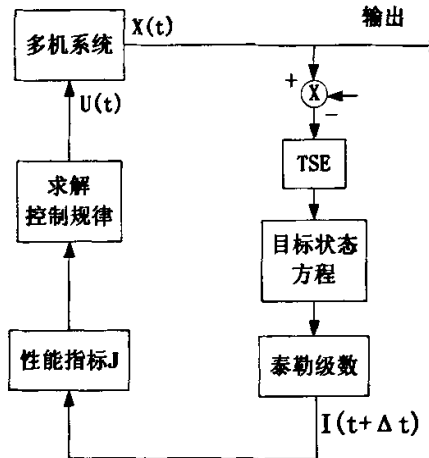 输出
X(t)
多机系统
+
X
−
U(t)
TSE
求解
控制规律
目标状态
方程
性能指标J
泰勒级数
I(t+Δt)